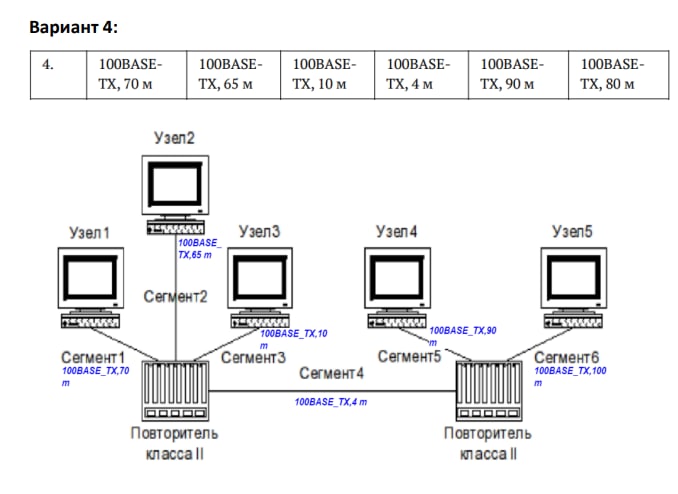 Вариант 4:
4. 100BASE- 100BASE- 100BASE- 100BASE- 100BASE- 100BASE-
TX, 70 м TX, 65 м TX, 10 м TX, 4 м TX, 90 м TX, 80 м
Узел2
Узел1 Узел3 Узел4 Узел5
100BASE_
TX,65 m
Сегмент2
100BASE_TX,10
m
100BASE_TX,90
m
Сегмент1 Сегмент3 Сегмент5 Сегмент6
100BASE_TX,70
m
100BASE_TX,100
m
Сегмент4
100BASE_TX,4 m
Повторитель
класса II
Повторитель
класса II